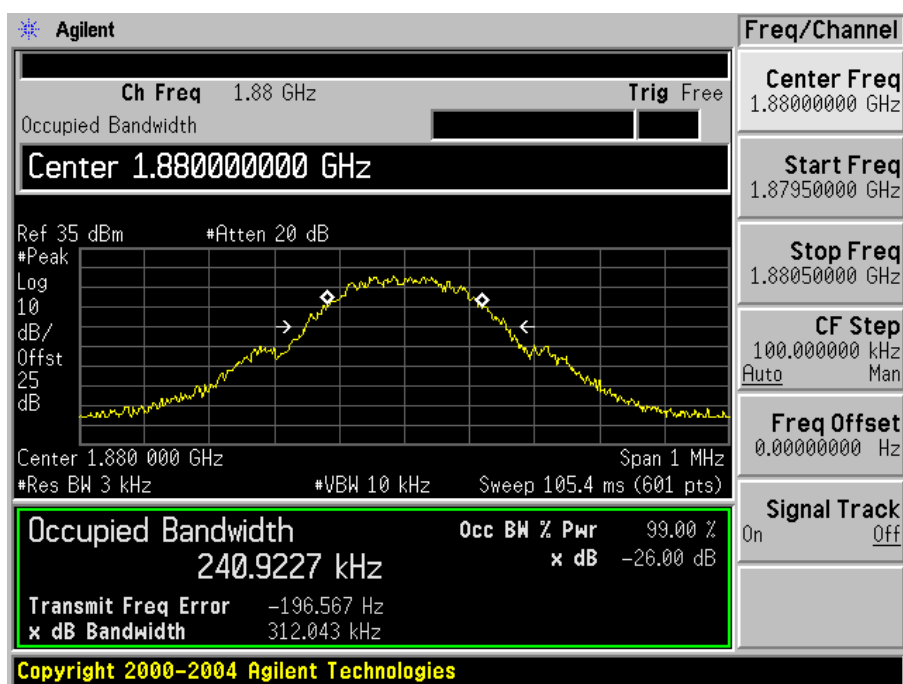 Agilent
Freq/Channel
Ch Freq 1.88 GHz Trig Free
Occupied Bandwidth
Center 1.880000000 GHz
Ref 35 dBm #Atten 20 dB
#Peak
Log
10
dB/
Offst
25
dB
Center 1.880 000 GHz Span 1 MHz
#Res BW 3 kHz #VBW 10 kHz Sweep 105.4 ms (601 pts)
Occupied Bandwidth
240.9227 kHz
Occ BW % Pwr 99.00 %
x dB -26.00 dB
Transmit Freq Error -196.567 Hz
x dB Bandwidth 312.043 kHz
Center Freq
1.88000000 GHz
Start Freq
1.87950000 GHz
Stop Freq
1.88050000 GHz
CF Step
100.000000 kHz
Auto Man
Freq Offset
0.00000000 Hz
Signal Track
On Off
Copyright 2000-2004 Agilent Technologies